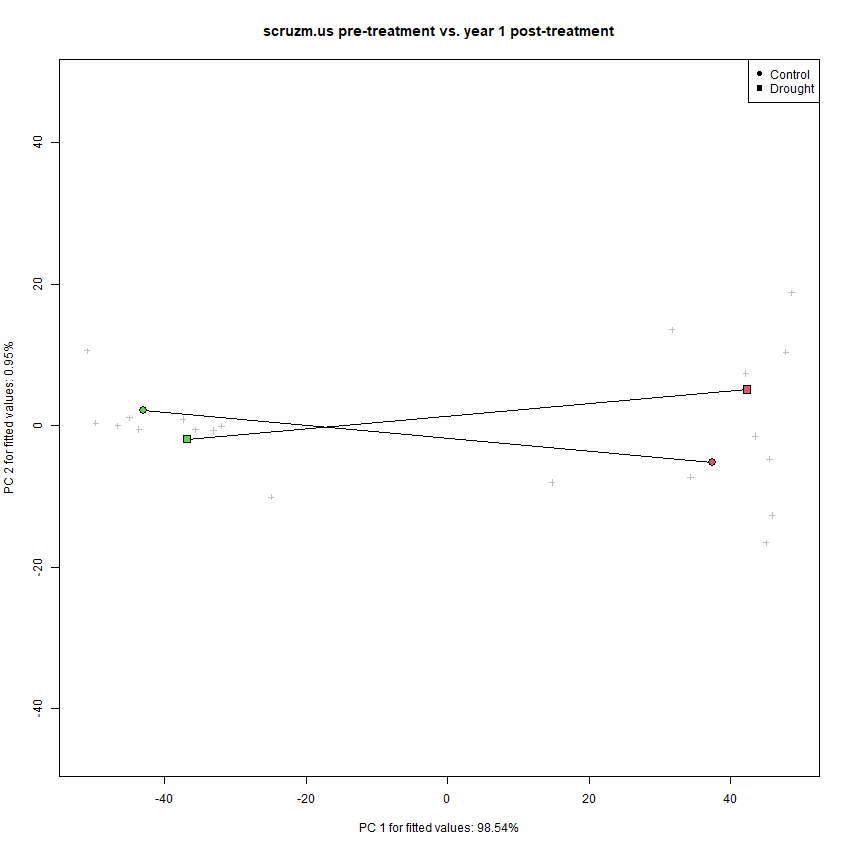 scruzm.us pre-treatment vs. year 1 post-treatment
Control
Drought
40
20
0
-20
-40
PC 2 for fitted values: 0.95%
-40
-20
0
20
40
PC 1 for fitted values: 98.54%